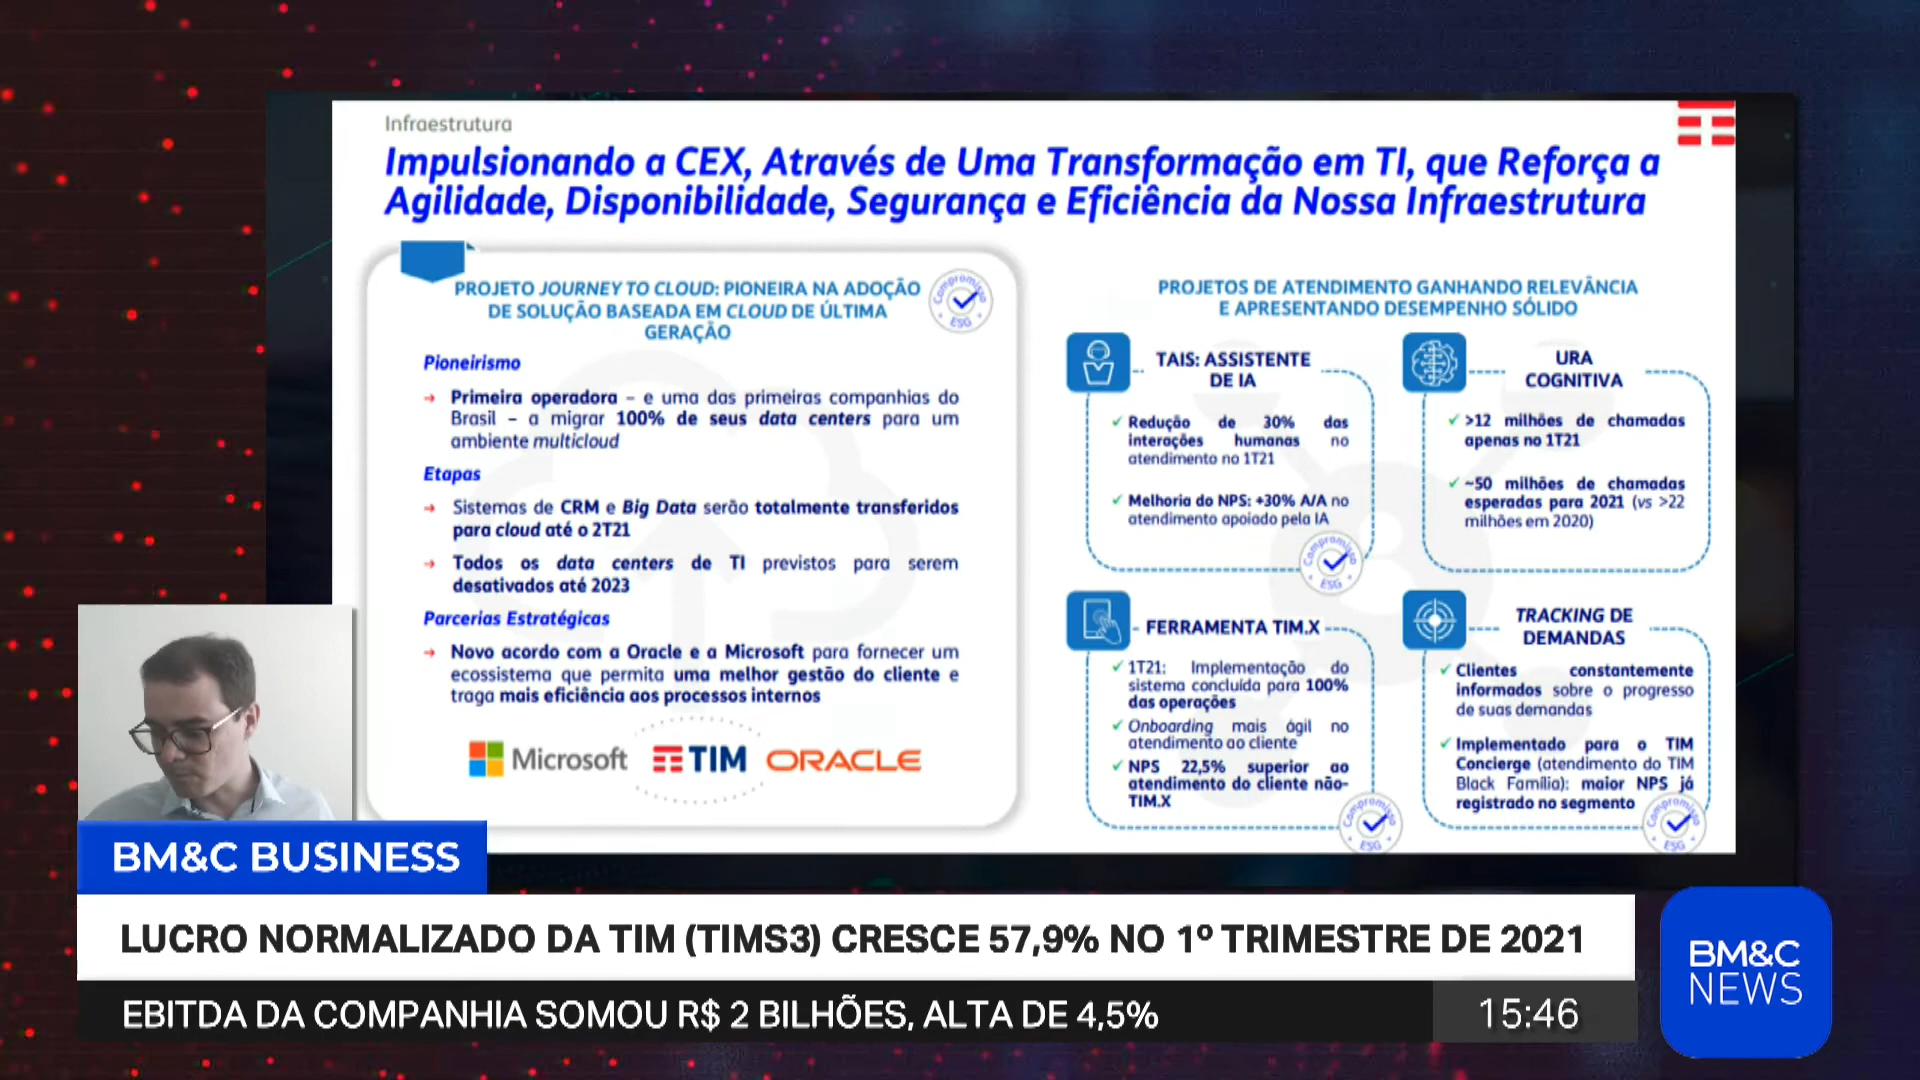 Infraestrutura
Impulsionando a CEX, Através de Uma Transformação em TI, que Reforça a
Agilidade, Disponibilidade, Segurança e Eficiência da Nossa Infraestrutura
PROJETO JOURNEY TO CLOUD: PIONEIRA NA ADOÇÃO
DE SOLUÇÃO BASEADA EM CLOUD DE ÚLTIMA
GERAÇÃO
Compromisso
ESG
Pioneirismo
→ Primeira operadora – e uma das primeiras companhias do
Brasil – a migrar 100% de seus data centers para um
ambiente multicloud
Etapas
→ Sistemas de CRM e Big Data serão totalmente transferidos
para cloud até o 2T21
→ Todos os data centers de TI previstos para serem
desativados até 2023
Parcerias Estratégicas
→ Novo acordo com a Oracle e a Microsoft para fornecer um
ecossistema que permita uma melhor gestão do cliente e
traga mais eficiência aos processos internos
Microsoft
TIM
ORACLE
PROJETOS DE ATENDIMENTO GANHANDO RELEVÂNCIA
E APRESENTANDO DESEMPENHO SÓLIDO
TAIS: ASSISTENTE
DE IA
✓ Redução de 30% das
interações humanas no
atendimento no 1T21
✓ Melhoria do NPS: +30% A/A no
atendimento apoiado pela IA
Compromisso
ESG
URA
COGNITIVA
✓ >12 milhões de chamadas
apenas no 1T21
✓ ~50 milhões de chamadas
esperadas para 2021 (vs >22
milhões em 2020)
FERRAMENTA TIM.X
✓ 1T21: Implementação do
sistema concluída para 100%
das operações
✓ Onboarding mais ágil no
atendimento ao cliente
✓ NPS 22,5% superior ao
atendimento do cliente não-
TIM.X
Compromisso
ESG
TRACKING DE
DEMANDAS
✓ Clientes constantemente
informados sobre o progresso
de suas demandas
✓ Implementado para o TIM
Concierge (atendimento do TIM
Black Família): maior NPS já
registrado no segmento
Compromisso
ESG
BM&C BUSINESS
LUCRO NORMALIZADO DA TIM (TIMS3) CRESCE 57,9% NO 1º TRIMESTRE DE 2021
EBITDA DA COMPANHIA SOMOU R$ 2 BILHÕES, ALTA DE 4,5%
15:46
BM&C
NEWS